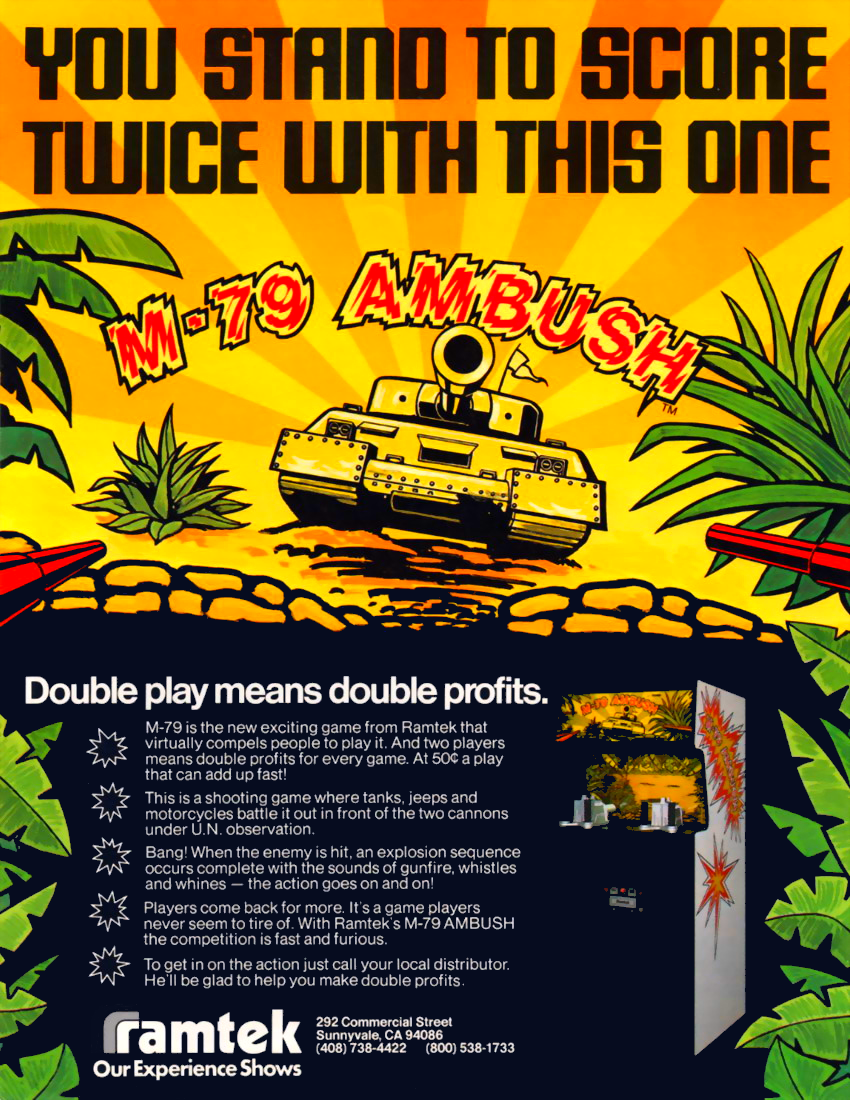 YOU STAND TO SCORE
TWICE WITH THIS ONE
M-79 AMBUSH
TM
Double play means double profits.
M-79 is the new exciting game from Ramtek that
virtually compels people to play it. And two players
means double profits for every game. At 50¢ a play
that can add up fast!
This is a shooting game where tanks, jeeps and
motorcycles battle it out in front of the two cannons
under U.N. observation.
Bang! When the enemy is hit, an explosion sequence
occurs complete with the sounds of gunfire, whistles
and whines — the action goes on and on!
Players come back for more. It's a game players
never seem to tire of. With Ramtek's M-79 AMBUSH
the competition is fast and furious.
To get in on the action just call your local distributor.
He'll be glad to help you make double profits.
M-79 AMBUSH
ramtek
Our Experience Shows
292 Commercial Street
Sunnyvale, CA 94086
(408) 738-4422 (800) 538-1733